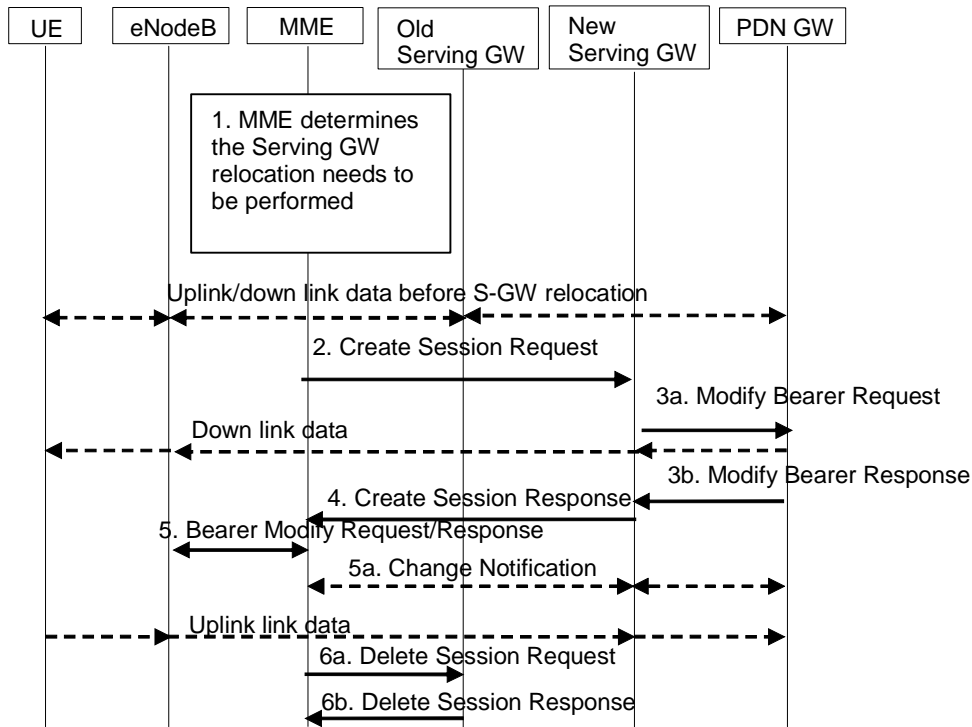 UE
eNodeB
MME
Old
Serving GW
New
Serving GW
PDN GW
1. MME determines
the Serving GW
relocation needs to
be performed
Uplink/down link data before S-GW relocation
2. Create Session Request
3a. Modify Bearer Request
Down link data
3b. Modify Bearer Response
4. Create Session Response
5. Bearer Modify Request/Response
5a. Change Notification
Uplink link data
6a. Delete Session Request
6b. Delete Session Response